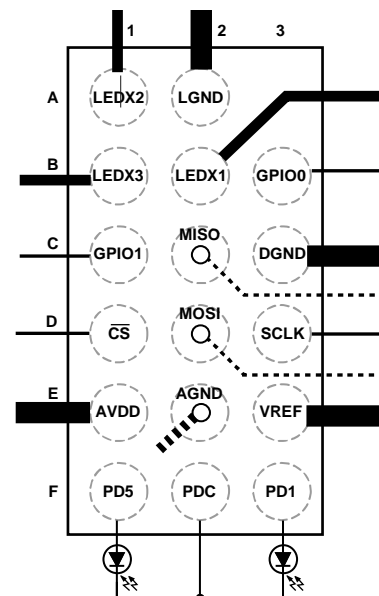 1 2 3
A LEDX2 LGND
B LEDX3 LEDX1 GPIO0
C GPIO1 MISO DGND
D CS MOSI SCLK
E AVDD AGND VREF
F PD5 PDC PD1